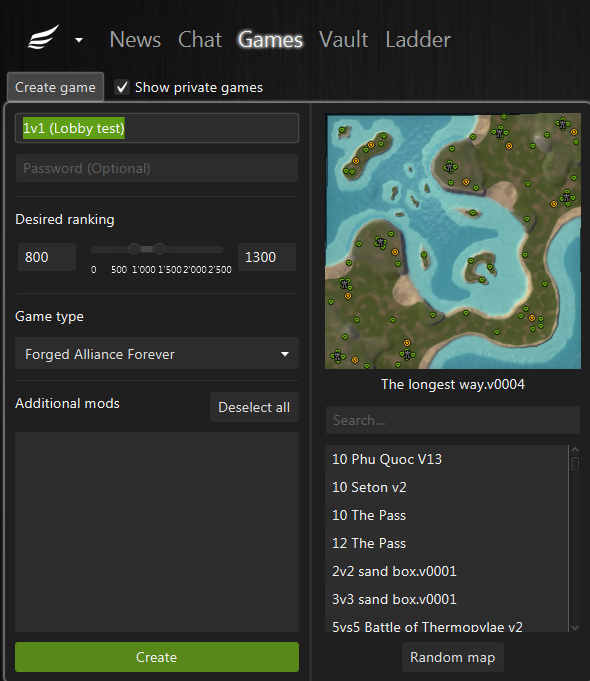 News Chat Games Vault Ladder
Create game
Show private games
1v1 (Lobby test)
Password (Optional)
Desired ranking
800
0 500 1'000 1'500 2'000 2'500
1300
Game type
Forged Alliance Forever
Additional mods
Deselect all
Create
The longest way.v0004
Search...
10 Phu Quoc V13
10 Seton v2
10 The Pass
12 The Pass
2v2 sand box.v0001
3v3 sand box.v0001
5vs5 Battle of Thermopylae v2
Random map